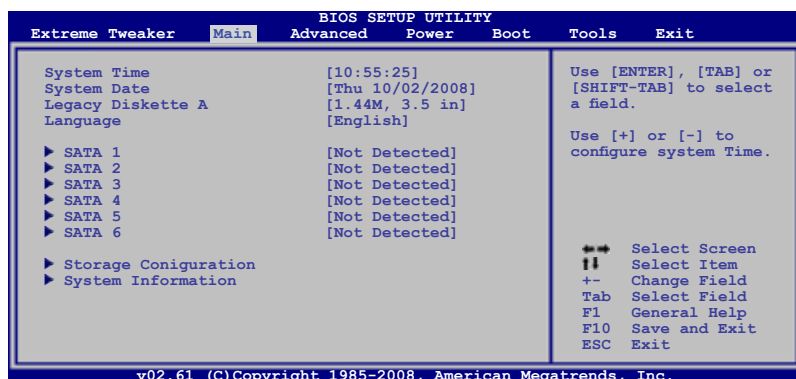 BIOS SETUP UTILITY
Extreme Tweaker Main Advanced Power Boot Tools Exit
System Time [10:55:25]
System Date [Thu 10/02/2008]
Legacy Diskette A [1.44M, 3.5 in]
Language [English]
SATA 1 [Not Detected]
SATA 2 [Not Detected]
SATA 3 [Not Detected]
SATA 4 [Not Detected]
SATA 5 [Not Detected]
SATA 6 [Not Detected]
Storage Coniguration
System Information
Use [ENTER], [TAB] or
[SHIFT-TAB] to select
a field.
Use [+] or [-] to
configure system Time.
Select Screen
Select Item
+- Change Field
Tab Select Field
F1 General Help
F10 Save and Exit
ESC Exit
v02.61 (C)Copyright 1985-2008, American Megatrends, Inc.